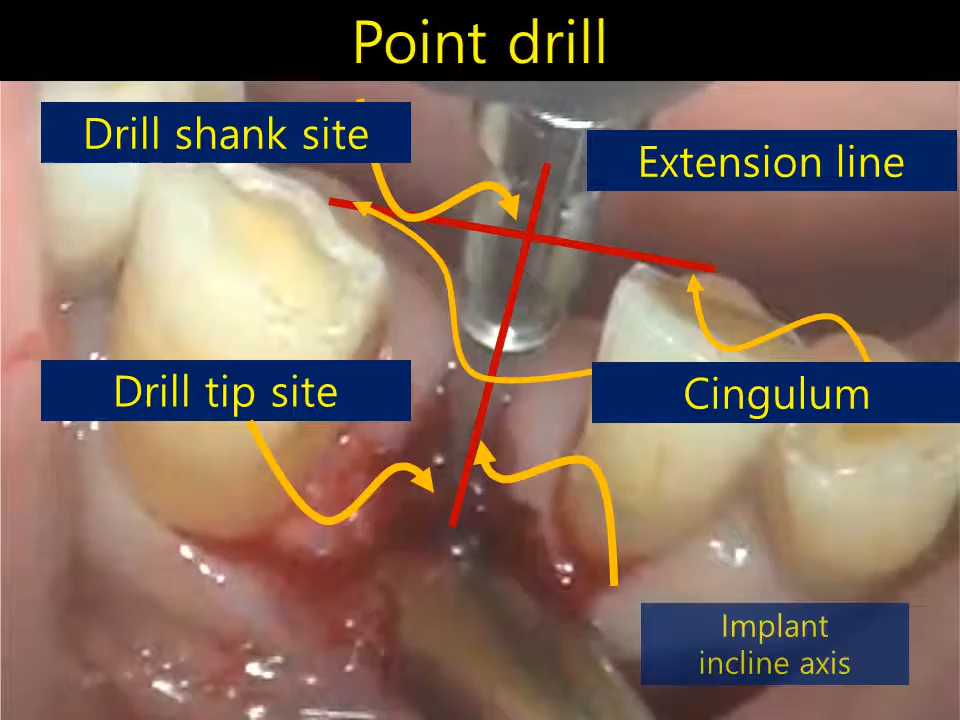 Point drill
Drill shank site
Extension line
Drill tip site
Cingulum
Implant
incline axis